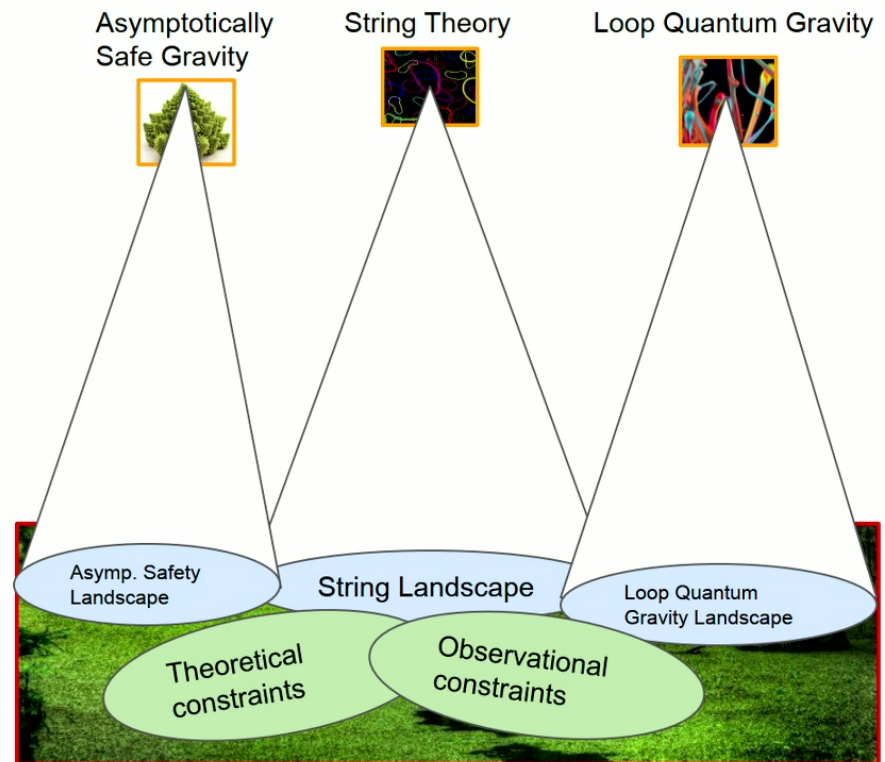 Asymptotically
Safe Gravity
String Theory
Loop Quantum Gravity
Asymp. Safety
Landscape
String Landscape
Loop Quantum
Gravity Landscape
Theoretical
constraints
Observational
constraints